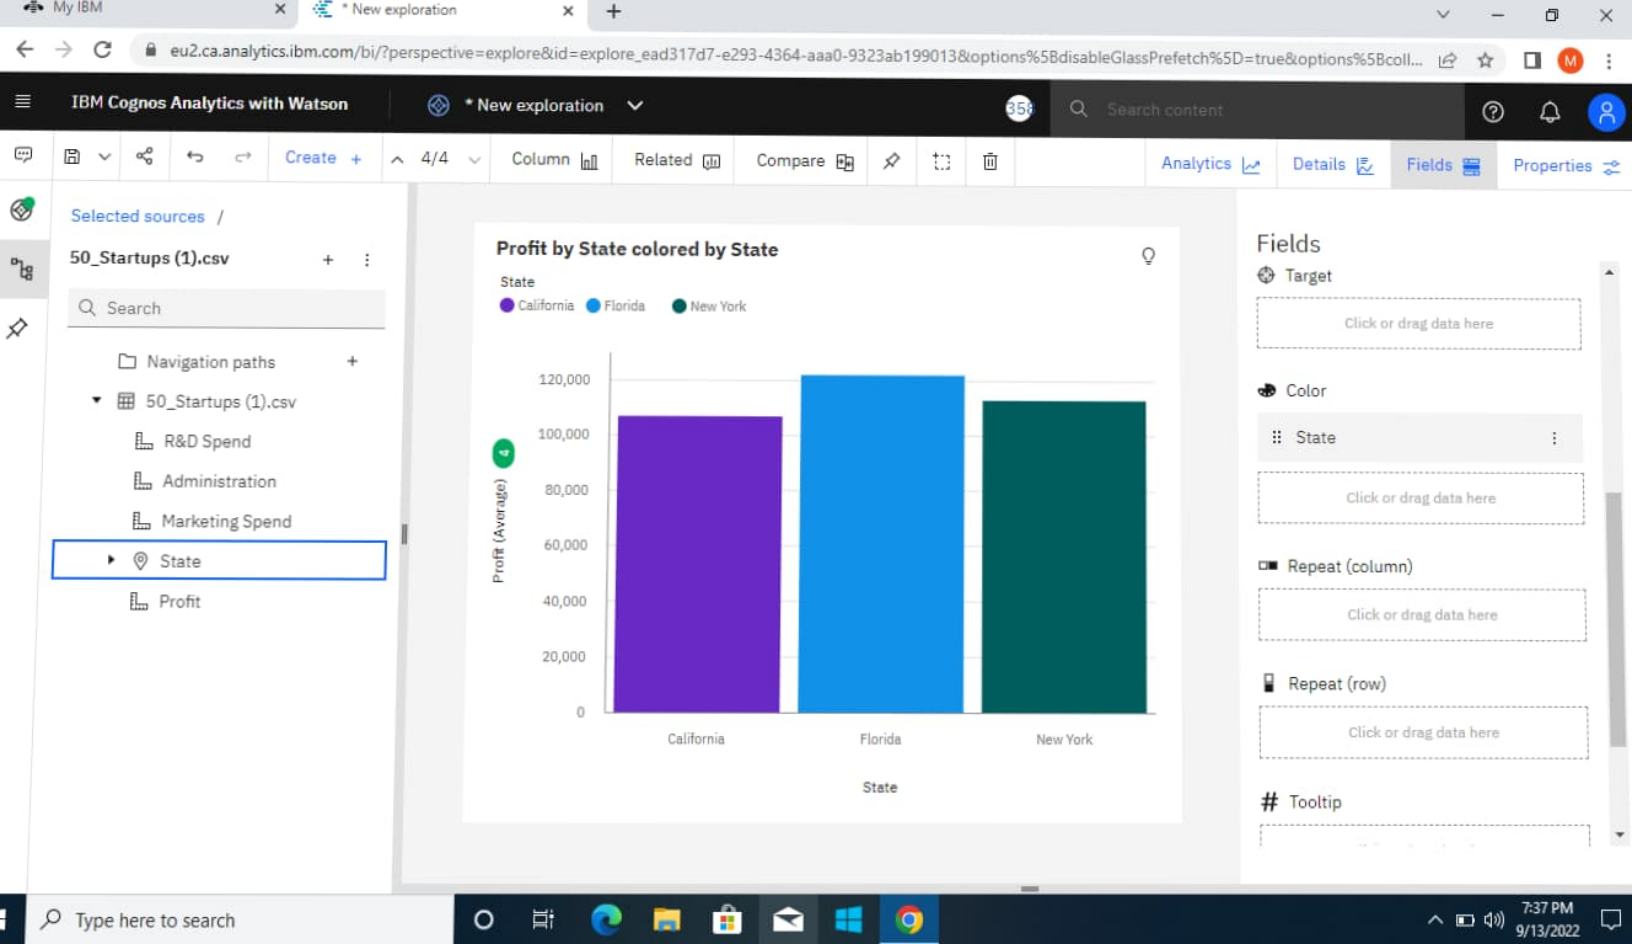 My IBM
* New exploration
eu2.ca.analytics.ibm.com/bi/?perspective=explore&id=explore_ead317d7-e293-4364-aaa0-9323ab199013&options%5BdisableGlassPrefetch%5D=true&options%5Bcoll...
M
IBM Cognos Analytics with Watson
* New exploration
358
Search content
Create +
4/4
Column
Related
Compare
Analytics
Details
Fields
Properties
Selected sources /
50_Startups (1).csv
Search
Navigation paths
50_Startups (1).csv
R&D Spend
Administration
Marketing Spend
State
Profit
Profit by State colored by State
State
California
Florida
New York
Profit (Average)
120,000
100,000
80,000
60,000
40,000
20,000
0
California
Florida
New York
State
Fields
Target
Click or drag data here
Color
State
Click or drag data here
Repeat (column)
Click or drag data here
Repeat (row)
Click or drag data here
Tooltip
Type here to search
7:37 PM
9/13/2022